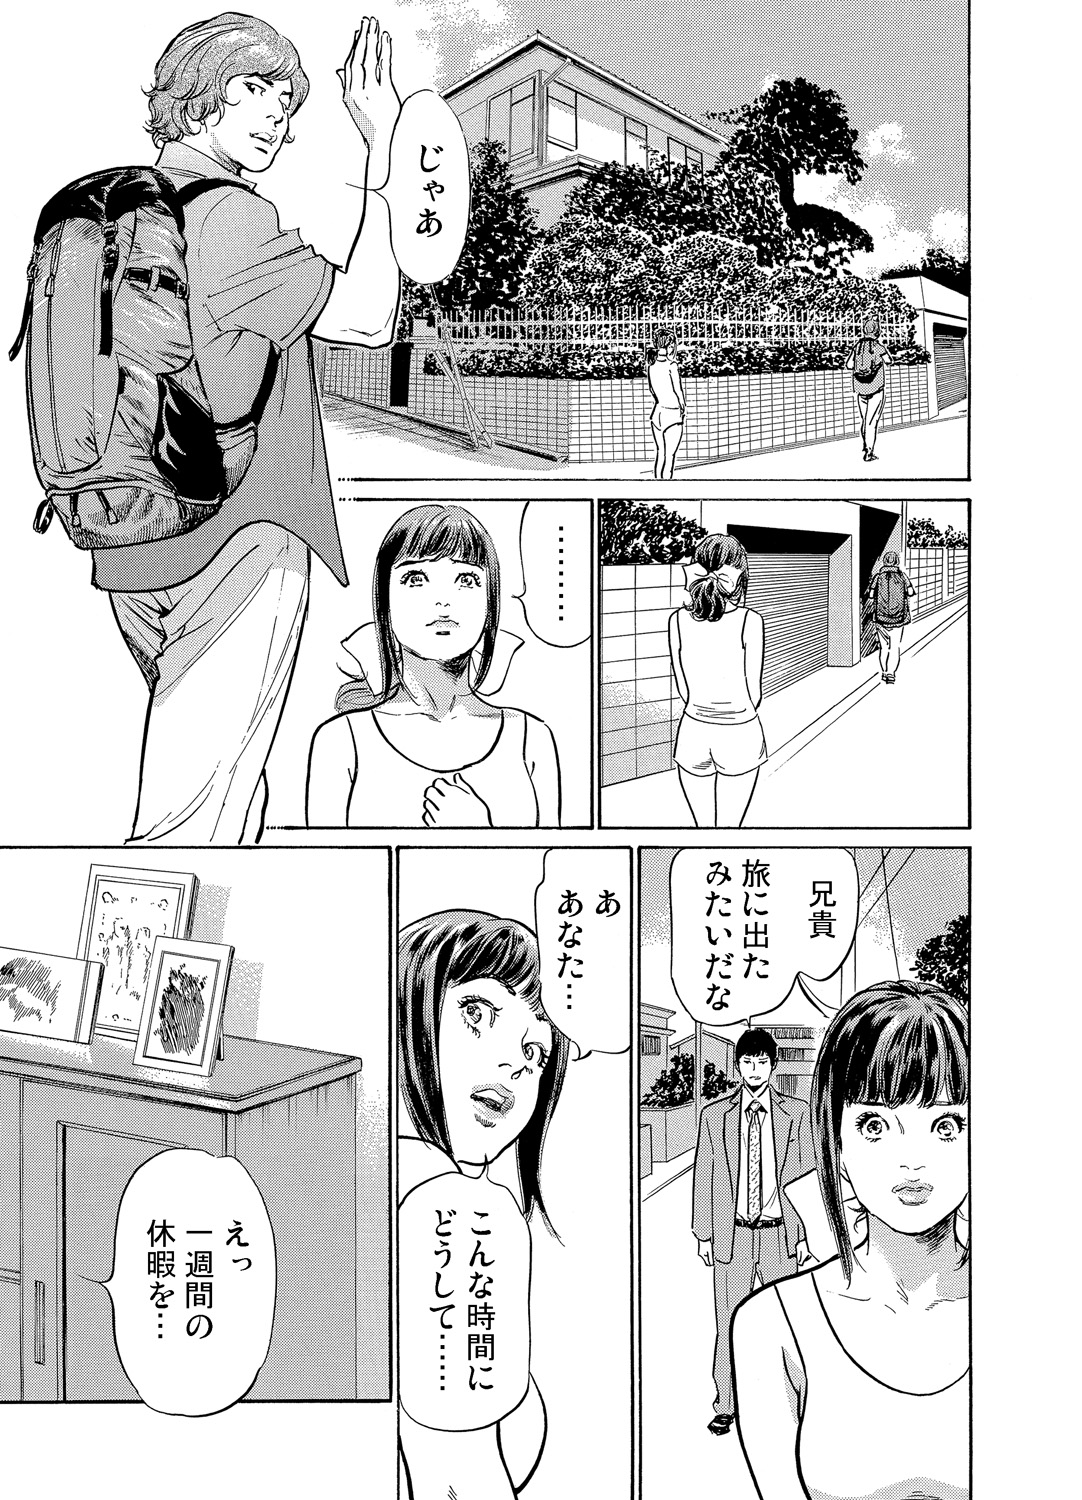 じゃあ
………
兄貴
旅に出た
みたいだな
あ
あなた…
こんな時間に
どうして……
えっ
一週間の
休暇を…